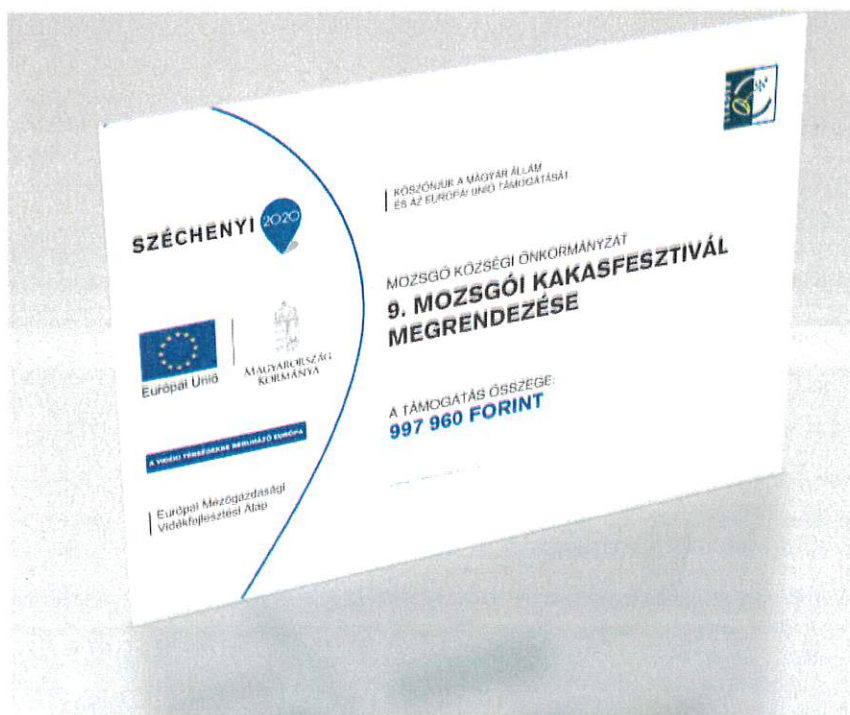 SZÉCHENYI 2020
Európai Unió
MAGYARORSZÁG
KORMÁNYA
A VIDÉKI TÉRSÉGEKBE BERUHÁZÓ EURÓPA
Európai Mezőgazdasági
Vidékfejlesztési Alap
KÖSZÖNJÜK A MAGYAR ÁLLAM
ÉS AZ EURÓPAI UNIÓ TÁMOGATÁSÁT.
MOZSGÓ KÖZSÉGI ÖNKORMÁNYZAT
9. MOZSGÓI KAKASFESZTIVÁL
MEGRENDEZÉSE
A TÁMOGATÁS ÖSSZEGE:
997 960 FORINT